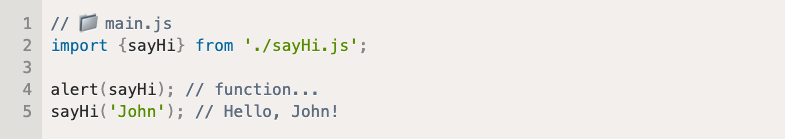 1 // 📁 main.js
2 import {sayHi} from './sayHi.js';
3
4 alert(sayHi); // function...
5 sayHi('John'); // Hello, John!